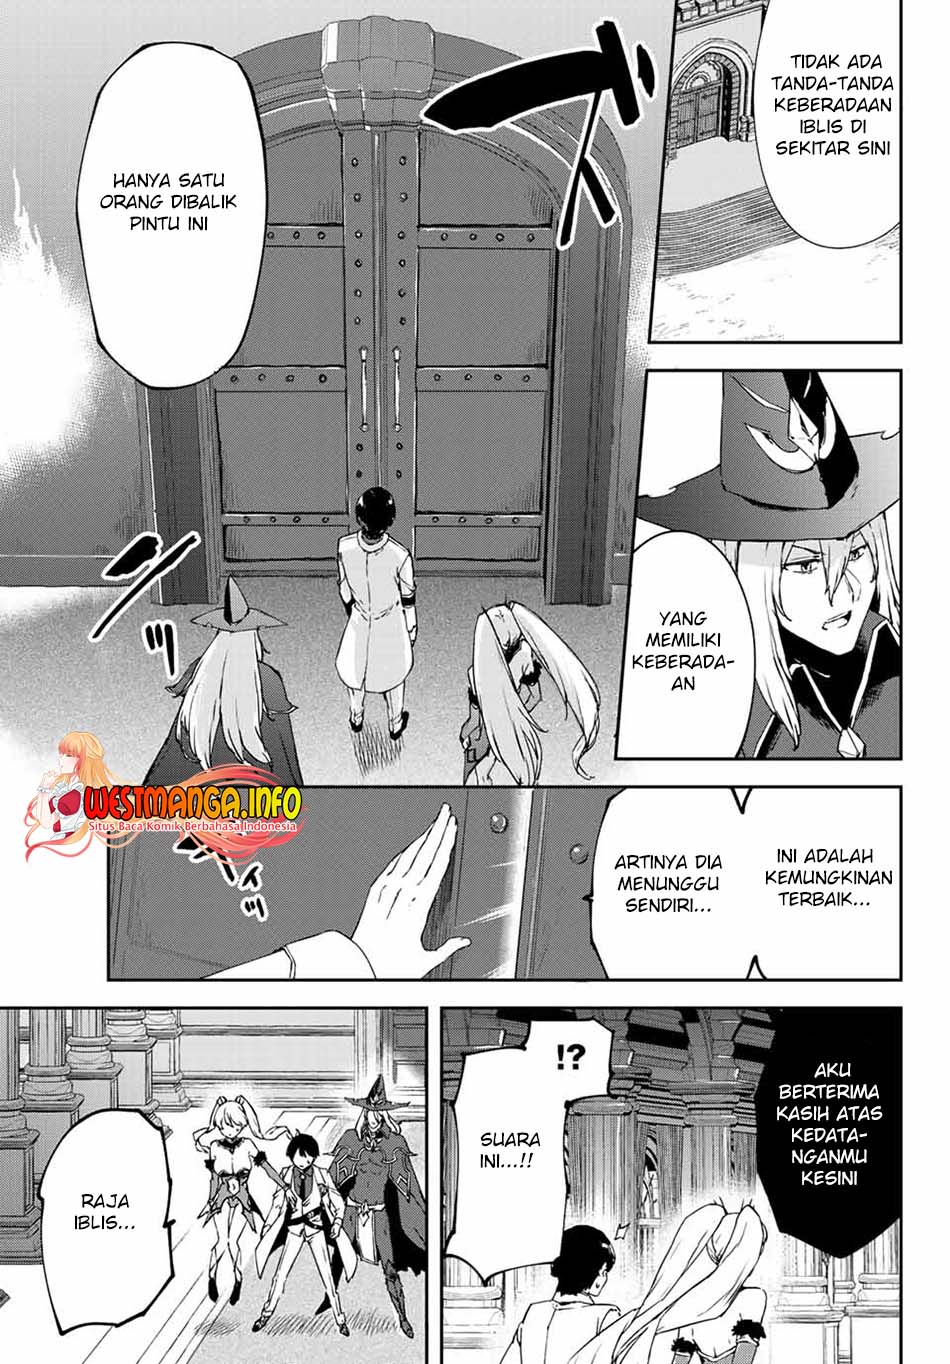 TIDAK ADA
TANDA-TANDA
KEBERADAAN
IBLIS DI
SEKITAR SINI
HANYA SATU
ORANG DIBALIK
PINTU INI
YANG
MEMILIKI
KEBERADA-
AN
INI ADALAH
KEMUNGKINAN
TERBAIK...
ARTINYA DIA
MENUNGGU
SENDIRI...
WESTMANGA.INFO
Situs Baca Komik Berbahasa Indonesia
AKU
BERTERIMA
KASIH ATAS
KEDATA-
NGANMU
KESINI
!?
SUARA
INI...!!
RAJA
IBLIS...